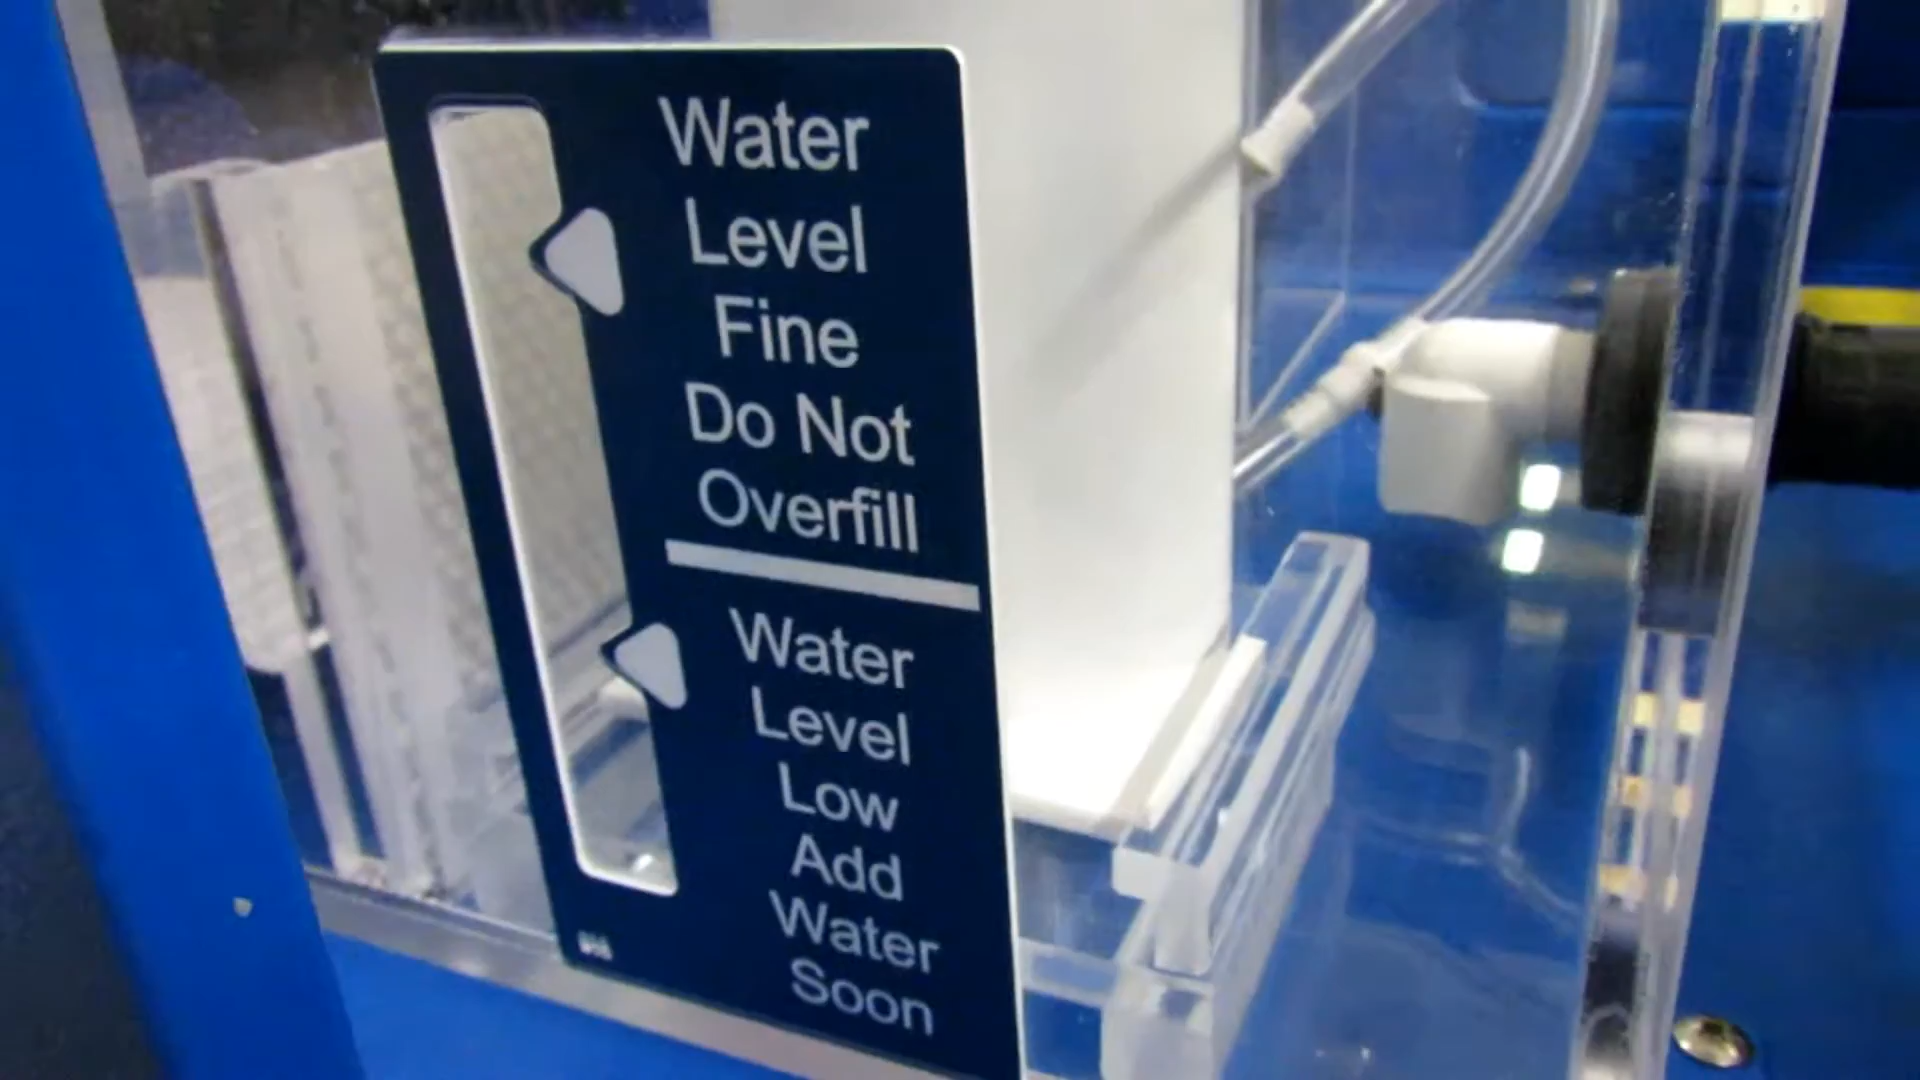 Water
Level
Fine
Do Not
Overfill
Water
Level
Low
Add
Water
Soon